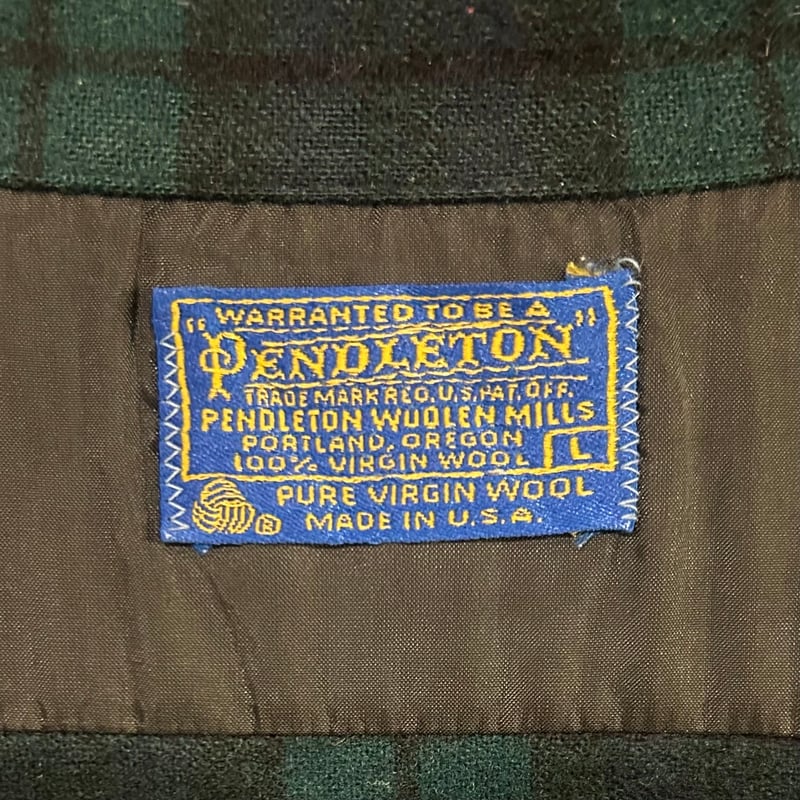 WARRANTED TO BE A
"PENDLETON"
TRADE MARK REG. U.S. PAT. OFF.
PENDLETON WOOLEN MILLS
PORTLAND, OREGON
100% VIRGIN WOOL L
PURE VIRGIN WOOL
® MADE IN U.S.A.